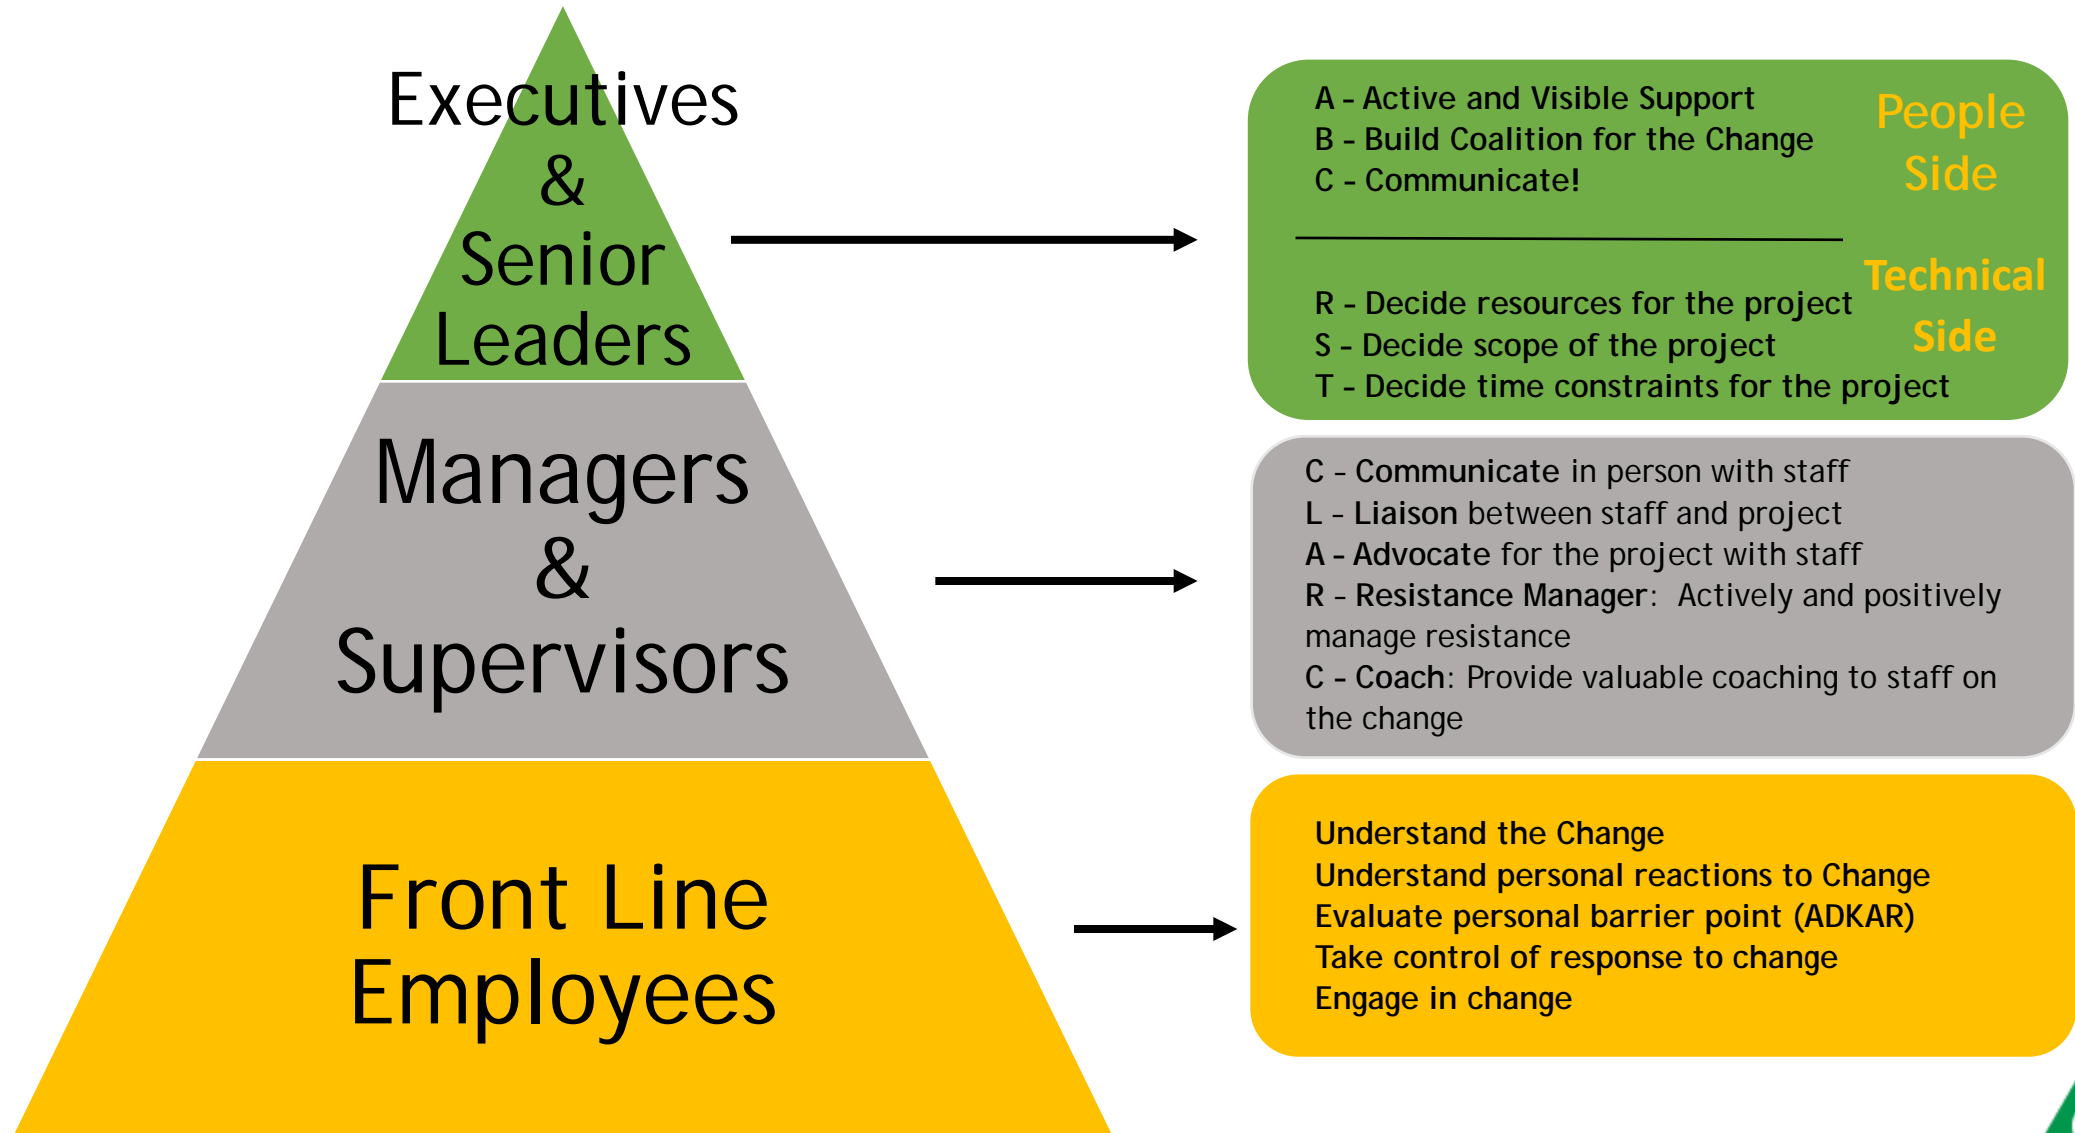 Executives
&
Senior
Leaders
A - Active and Visible Support
B - Build Coalition for the Change
C - Communicate!
People
Side
R - Decide resources for the project
S - Decide scope of the project
T - Decide time constraints for the project
Technical
Side
Managers
&
Supervisors
C - Communicate in person with staff
L - Liaison between staff and project
A - Advocate for the project with staff
R - Resistance Manager:  Actively and positively
manage resistance
C - Coach: Provide valuable coaching to staff on
the change
Front Line
Employees
Understand the Change
Understand personal reactions to Change
Evaluate personal barrier point (ADKAR)
Take control of response to change
Engage in change